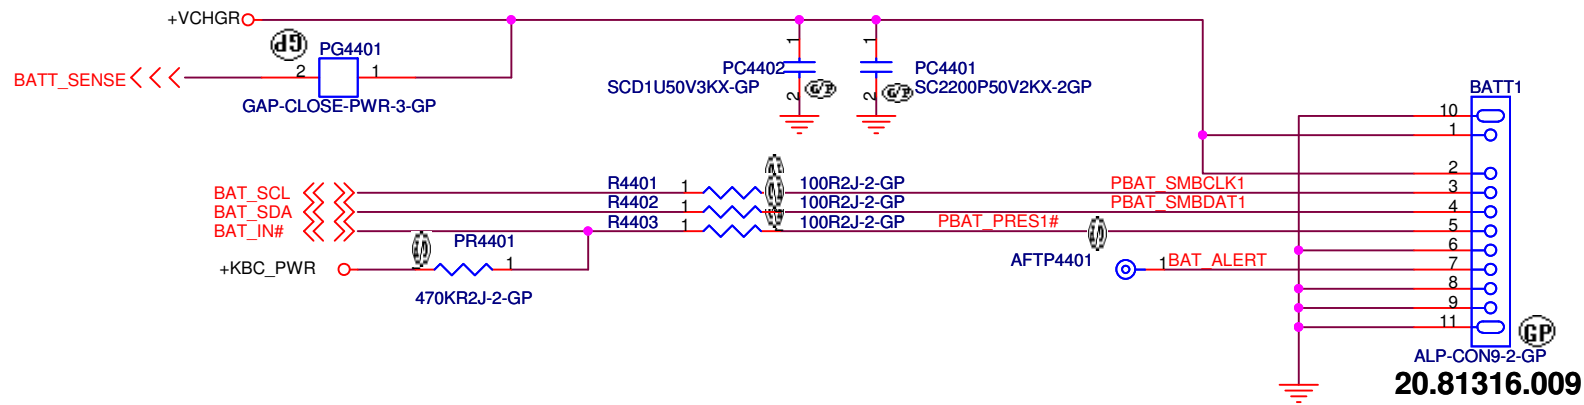 +VCHGR
GP
PG4401
BATT_SENSE
2
1
GAP-CLOSE-PWR-3-GP
1
PC4402
SCD1U50V3KX-GP
2
G/P
1
PC4401
SC2200P50V2KX-2GP
2
G/P
BATT1
10
1
2
3
4
5
6
7
8
9
11
BAT_SCL
R4401
1
100R2J-2-GP
PBAT_SMBCLK1
BAT_SDA
R4402
1
100R2J-2-GP
PBAT_SMBDAT1
BAT_IN#
R4403
1
100R2J-2-GP
PBAT_PRES1#
PR4401
+KBC_PWR
1
470KR2J-2-GP
AFTP4401
1
BAT_ALERT
GP
ALP-CON9-2-GP
20.81316.009